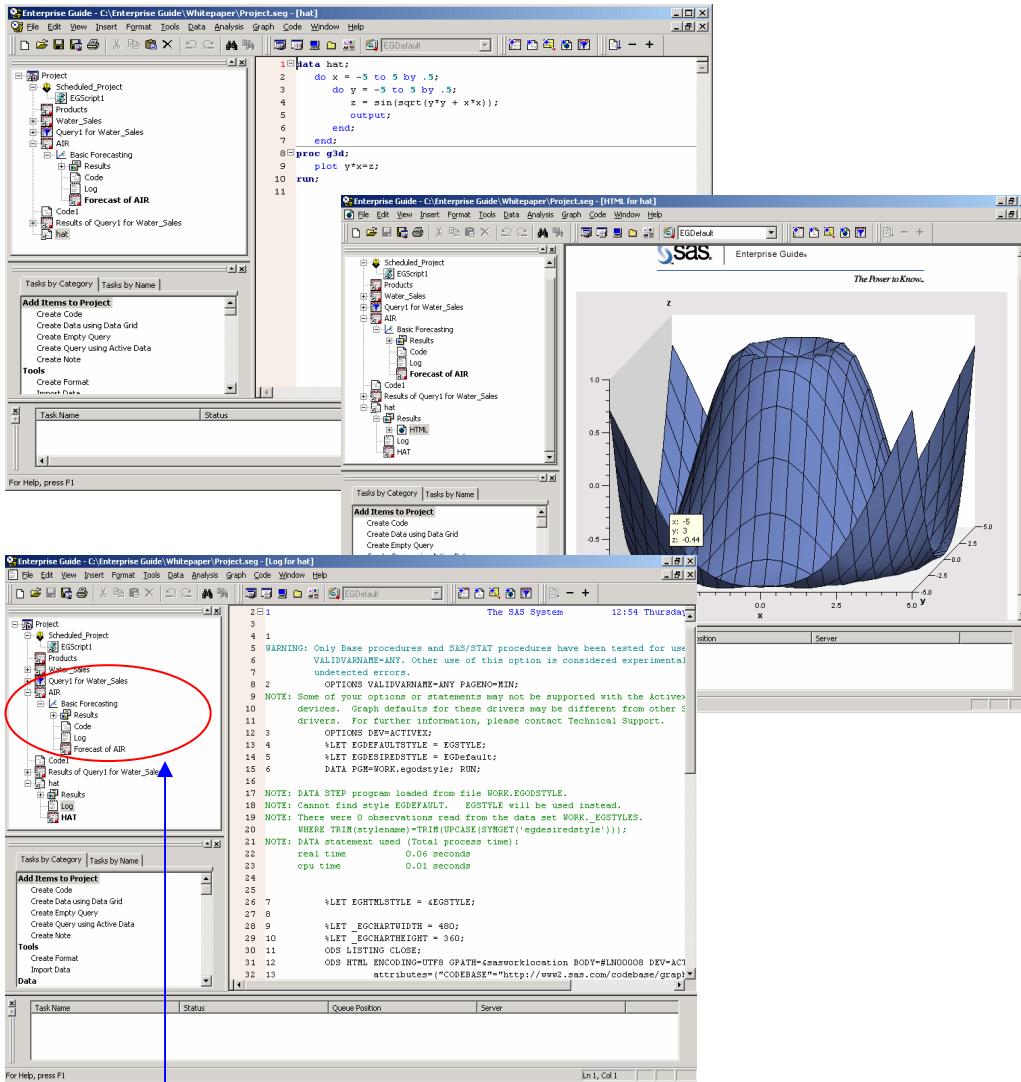 Enterprise Guide - C:\Enterprise Guide\Whitepaper\Project.seg - [hat]
File Edit View Insert Format Tools Data Analysis Graph Code Window Help
EGDefault
Project
Scheduled_Project
EGScript1
Products
Water_Sales
Query1 for Water_Sales
AIR
Basic Forecasting
Results
Code
Log
Forecast of AIR
Code1
Results of Query1 for Water_Sales
hat
1 data hat;
2 do x = -5 to 5 by .5;
3 do y = -5 to 5 by .5;
4 z = sin(sqrt(y*y + x*x));
5 output;
6 end;
7 end;
8 proc g3d;
9 plot y*x=z;
10 run;
11
Tasks by Category Tasks by Name
Add Items to Project
Create Code
Create Data using Data Grid
Create Empty Query
Create Query using Active Data
Create Note
Tools
Create Format
Import Data
Task Name Status
For Help, press F1
Enterprise Guide - C:\Enterprise Guide\Whitepaper\Project.seg - [HTML for hat]
File Edit View Insert Format Tools Data Analysis Graph Code Window Help
EGDefault
Scheduled_Project
EGScript1
Products
Water_Sales
Query1 for Water_Sales
AIR
Basic Forecasting
Results
Code
Log
Forecast of AIR
Code1
Results of Query1 for Water_Sales
hat
Results
HTML
Log
HAT
Tasks by Category Tasks by Name
Add Items to Project
Create Code
Create Data using Data Grid
Create Empty Query
sas. Enterprise Guide®
The Power to Know™
z
1.0
0.5
0.0
-0.5
x: -5
y: 3
z: -0.44
5.0
2.5
0.0
-2.5
-5.0
y
0.0 2.5 5.0
x
Position Server
Enterprise Guide - C:\Enterprise Guide\Whitepaper\Project.seg - [Log for hat]
File Edit View Insert Format Tools Data Analysis Graph Code Window Help
EGDefault
Project
Scheduled_Project
EGScript1
Products
Water_Sales
Query1 for Water_Sales
AIR
Basic Forecasting
Results
Code
Log
Forecast of AIR
Code1
Results of Query1 for Water_Sales
hat
Results
Log
HAT
2 1 The SAS System 12:54 Thursday
3
4 1
5 WARNING: Only Base procedures and SAS/STAT procedures have been tested for use
6 VALIDVARNAME=ANY. Other use of this option is considered experimental
7 undetected errors.
8 2 OPTIONS VALIDVARNAME=ANY PAGENO=MIN;
9 NOTE: Some of your options or statements may not be supported with the Activex
10 devices. Graph defaults for these drivers may be different from other S
11 drivers. For further information, please contact Technical Support.
12 3 OPTIONS DEV=ACTIVEX;
13 4 %LET EGDEFAULTSTYLE = EGSTYLE;
14 5 %LET EGDESIREDSTYLE = EGDefault;
15 6 DATA PGM=WORK.egodstyle; RUN;
16
17 NOTE: DATA STEP program loaded from file WORK.EGODSTYLE.
18 NOTE: Cannot find style EGDEFAULT. EGSTYLE will be used instead.
19 NOTE: There were 0 observations read from the data set WORK._EGSTYLES.
20 WHERE TRIM(stylename)=TRIM(UPCASE(SYMGET('egdesiredstyle')));
21 NOTE: DATA statement used (Total process time):
22 real time 0.06 seconds
23 cpu time 0.01 seconds
24
25
26 7 %LET EGHTMLSTYLE = &EGSTYLE;
27 8
28 9 %LET _EGCHARTWIDTH = 480;
29 10 %LET _EGCHARTHEIGHT = 360;
30 11 ODS LISTING CLOSE;
31 12 ODS HTML ENCODING=UTF8 GPATH=&sasworklocation BODY=#LN00008 DEV=ACT
32 13 attributes=("CODEBASE"="http://www2.sas.com/codebase/grap
Tasks by Category Tasks by Name
Add Items to Project
Create Code
Create Data using Data Grid
Create Empty Query
Create Query using Active Data
Create Note
Tools
Create Format
Import Data
Data
Task Name Status Queue Position Server
For Help, press F1
Ln 1, Col 1